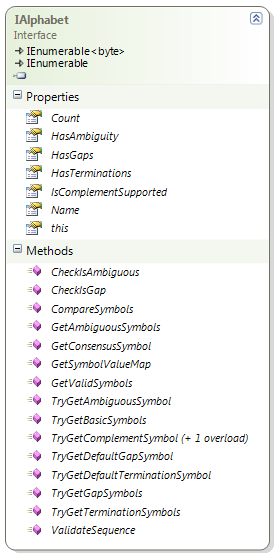 IAlphabet
Interface
IEnumerable<byte>
IEnumerable
Properties
Count
HasAmbiguity
HasGaps
HasTerminations
IsComplementSupported
Name
this
Methods
CheckIsAmbiguous
CheckIsGap
CompareSymbols
GetAmbiguousSymbols
GetConsensusSymbol
GetSymbolValueMap
GetValidSymbols
TryGetAmbiguousSymbol
TryGetBasicSymbols
TryGetComplementSymbol (+ 1 overload)
TryGetDefaultGapSymbol
TryGetDefaultTerminationSymbol
TryGetGapSymbols
TryGetTerminationSymbols
ValidateSequence